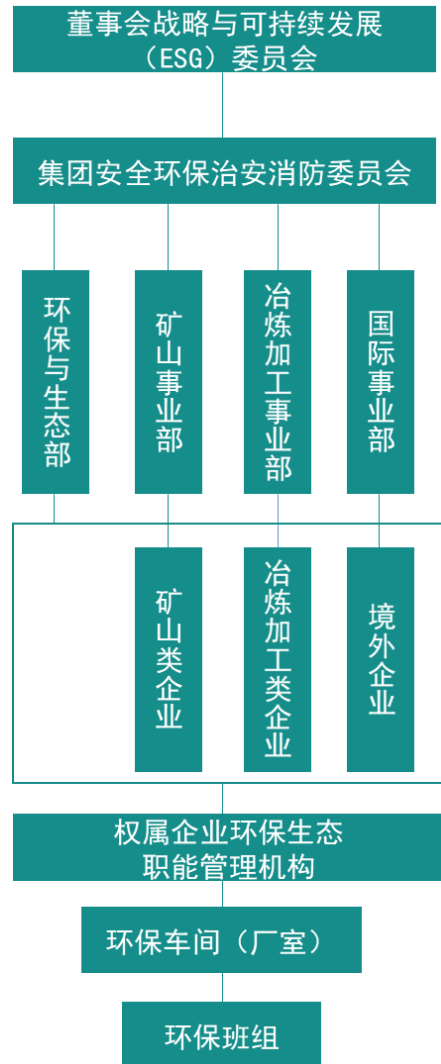 董事会战略与可持续发展
（ESG）委员会
集团安全环保治安消防委员会
环保与生态部
矿山事业部
冶炼加工事业部
国际事业部
矿山类企业
冶炼加工类企业
境外企业
权属企业环保生态
职能管理机构
环保车间（厂室）
环保班组